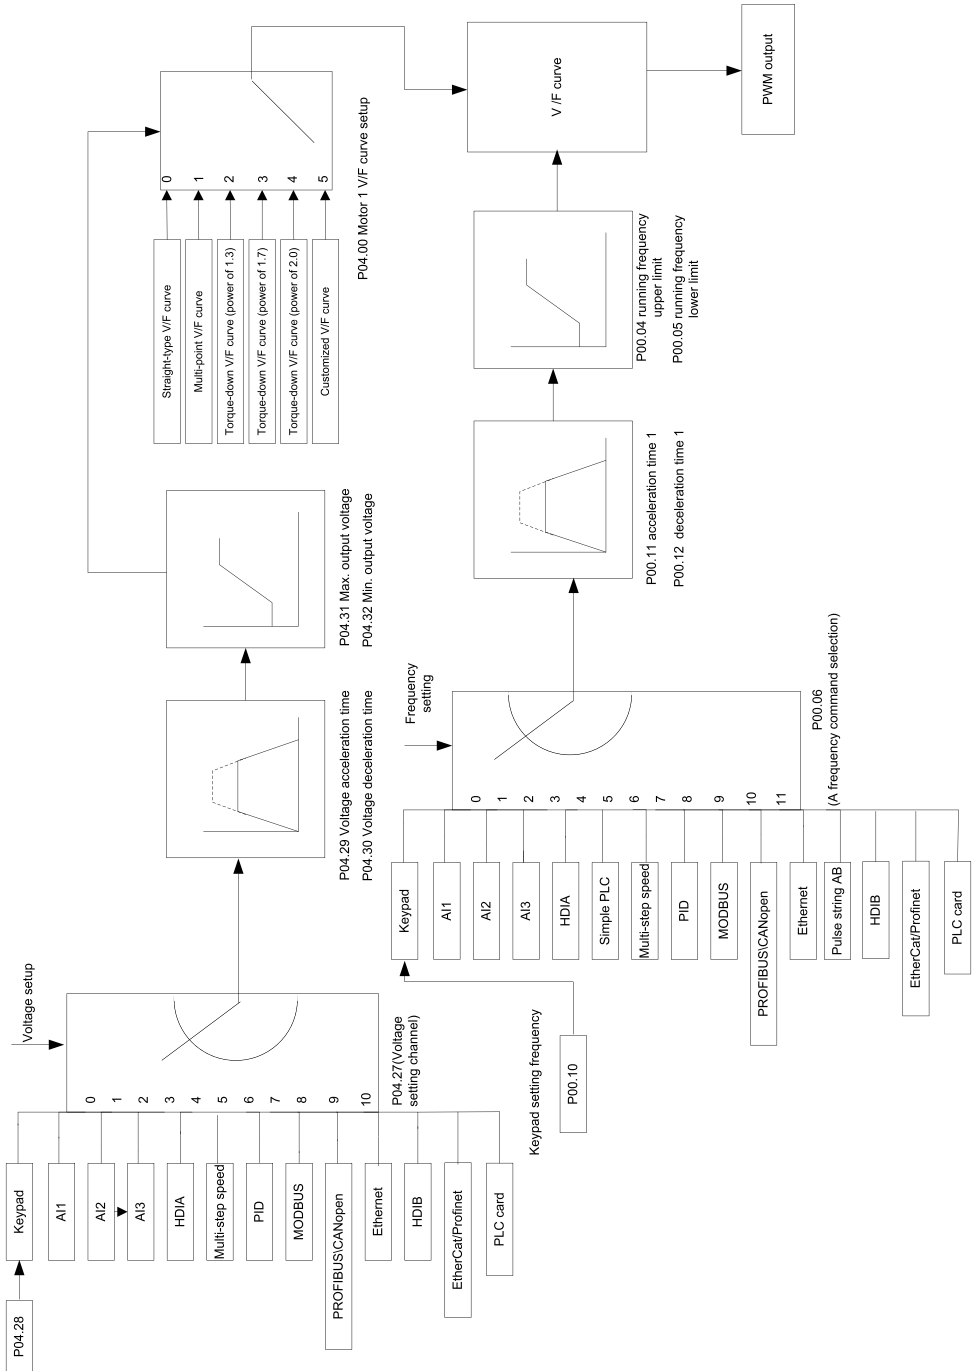 P04.28
Keypad
AI1
AI2
AI3
HDIA
Multi-step speed
PID
MODBUS
PROFIBUS\CANopen
Ethernet
HDIB
EtherCat/Profinet
PLC card
Voltage setup
0
1
2
3
4
5
6
7
8
9
10
P04.27(Voltage
setting channel)
P04.29 Voltage acceleration time
P04.30 Voltage deceleration time
P04.31 Max. output voltage
P04.32 Min. output voltage
Straight-type V/F curve
Multi-point V/F curve
Torque-down V/F curve (power of 1.3)
Torque-down V/F curve (power of 1.7)
Torque-down V/F curve (power of 2.0)
Customized V/F curve
0
1
2
3
4
5
P04.00 Motor 1 V/F curve setup
Keypad setting frequency
P00.10
Keypad
AI1
AI2
AI3
HDIA
Simple PLC
Multi-step speed
PID
MODBUS
PROFIBUS\CANopen
Ethernet
Pulse string AB
HDIB
EtherCat/Profinet
PLC card
Frequency
setting
0
1
2
3
4
5
6
7
8
9
10
11
P00.06
(A frequency command selection)
P00.11 acceleration time 1
P00.12 deceleration time 1
P00.04 running frequency
upper limit
P00.05 running frequency
lower limit
V /F curve
PWM output